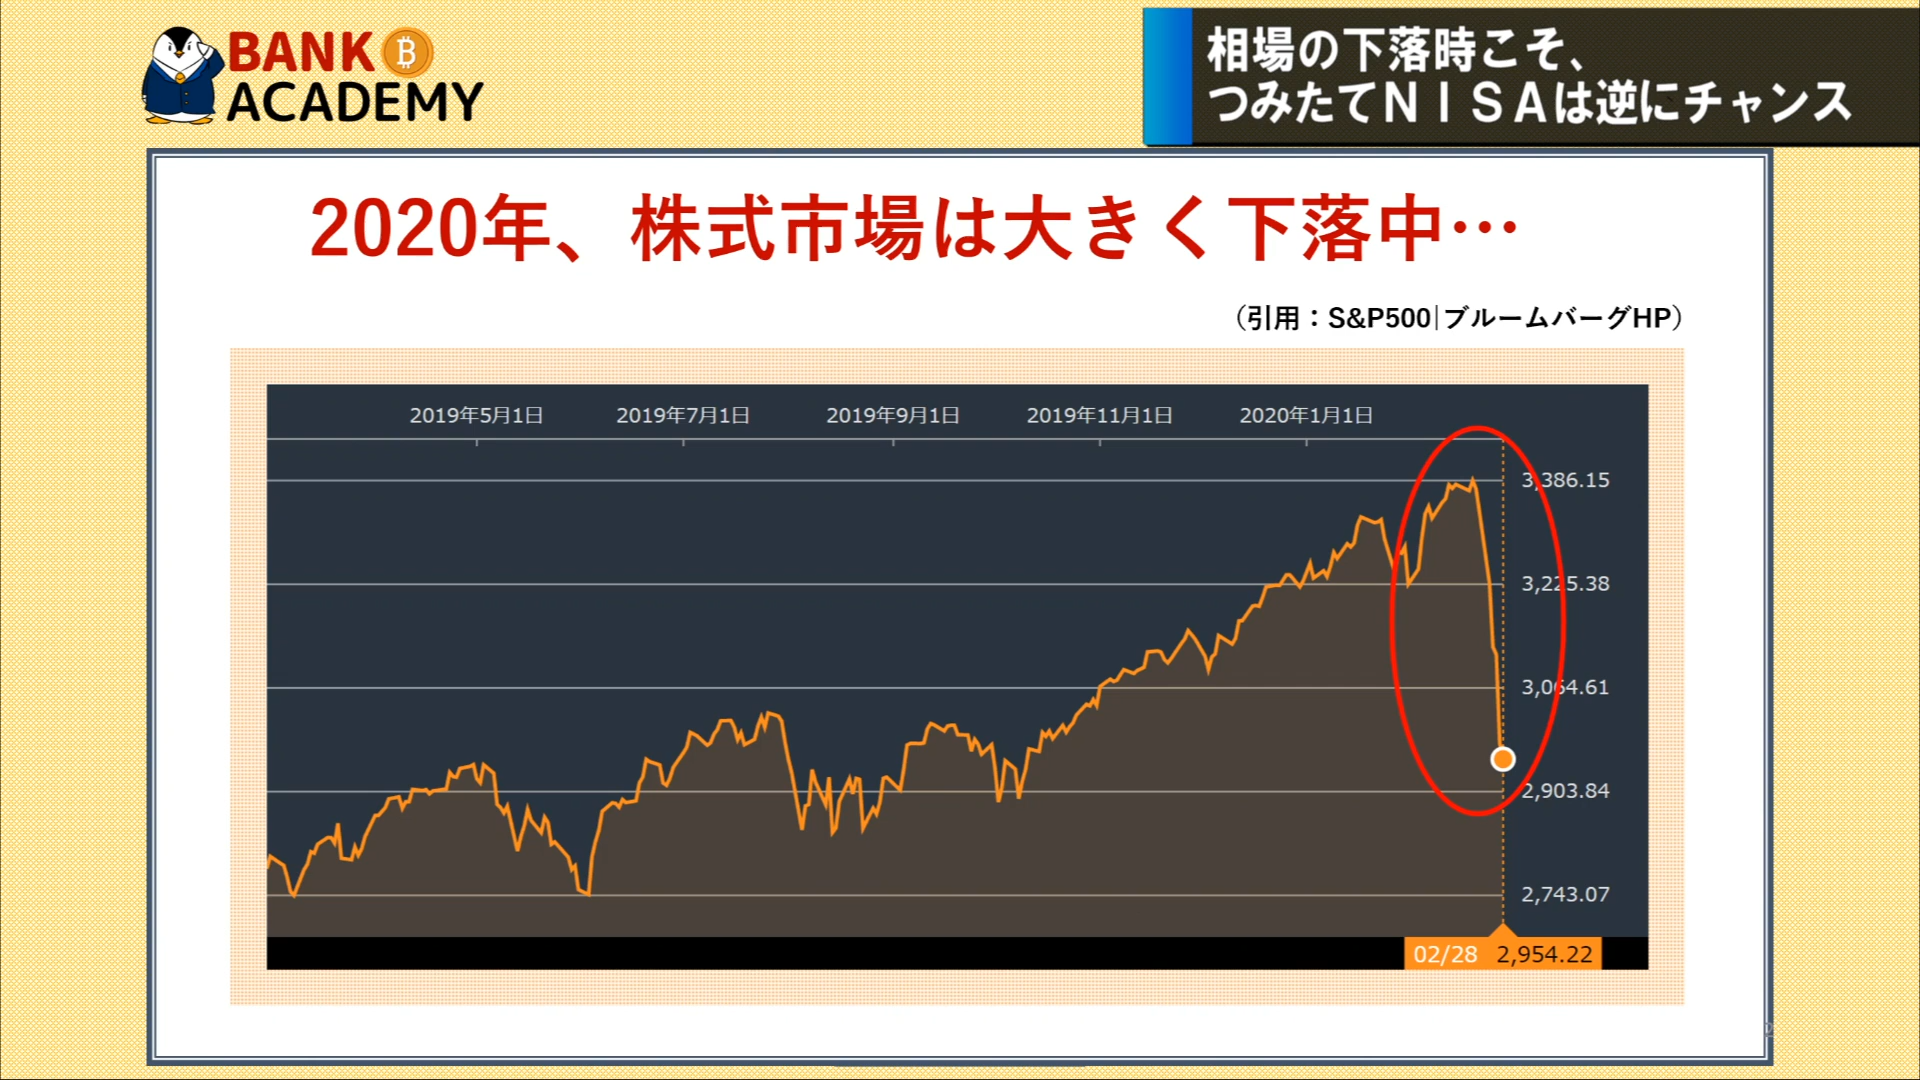 BANK
ACADEMY
相場の下落時こそ、
つみたてＮＩＳＡは逆にチャンス
2020年、株式市場は大きく下落中…
（引用：S&P500|ブルームバーグHP）
2019年5月1日 2019年7月1日 2019年9月1日 2019年11月1日 2020年1月1日
3,386.15
3,225.38
3,064.61
2,903.84
2,743.07
02/28 2,954.22
2